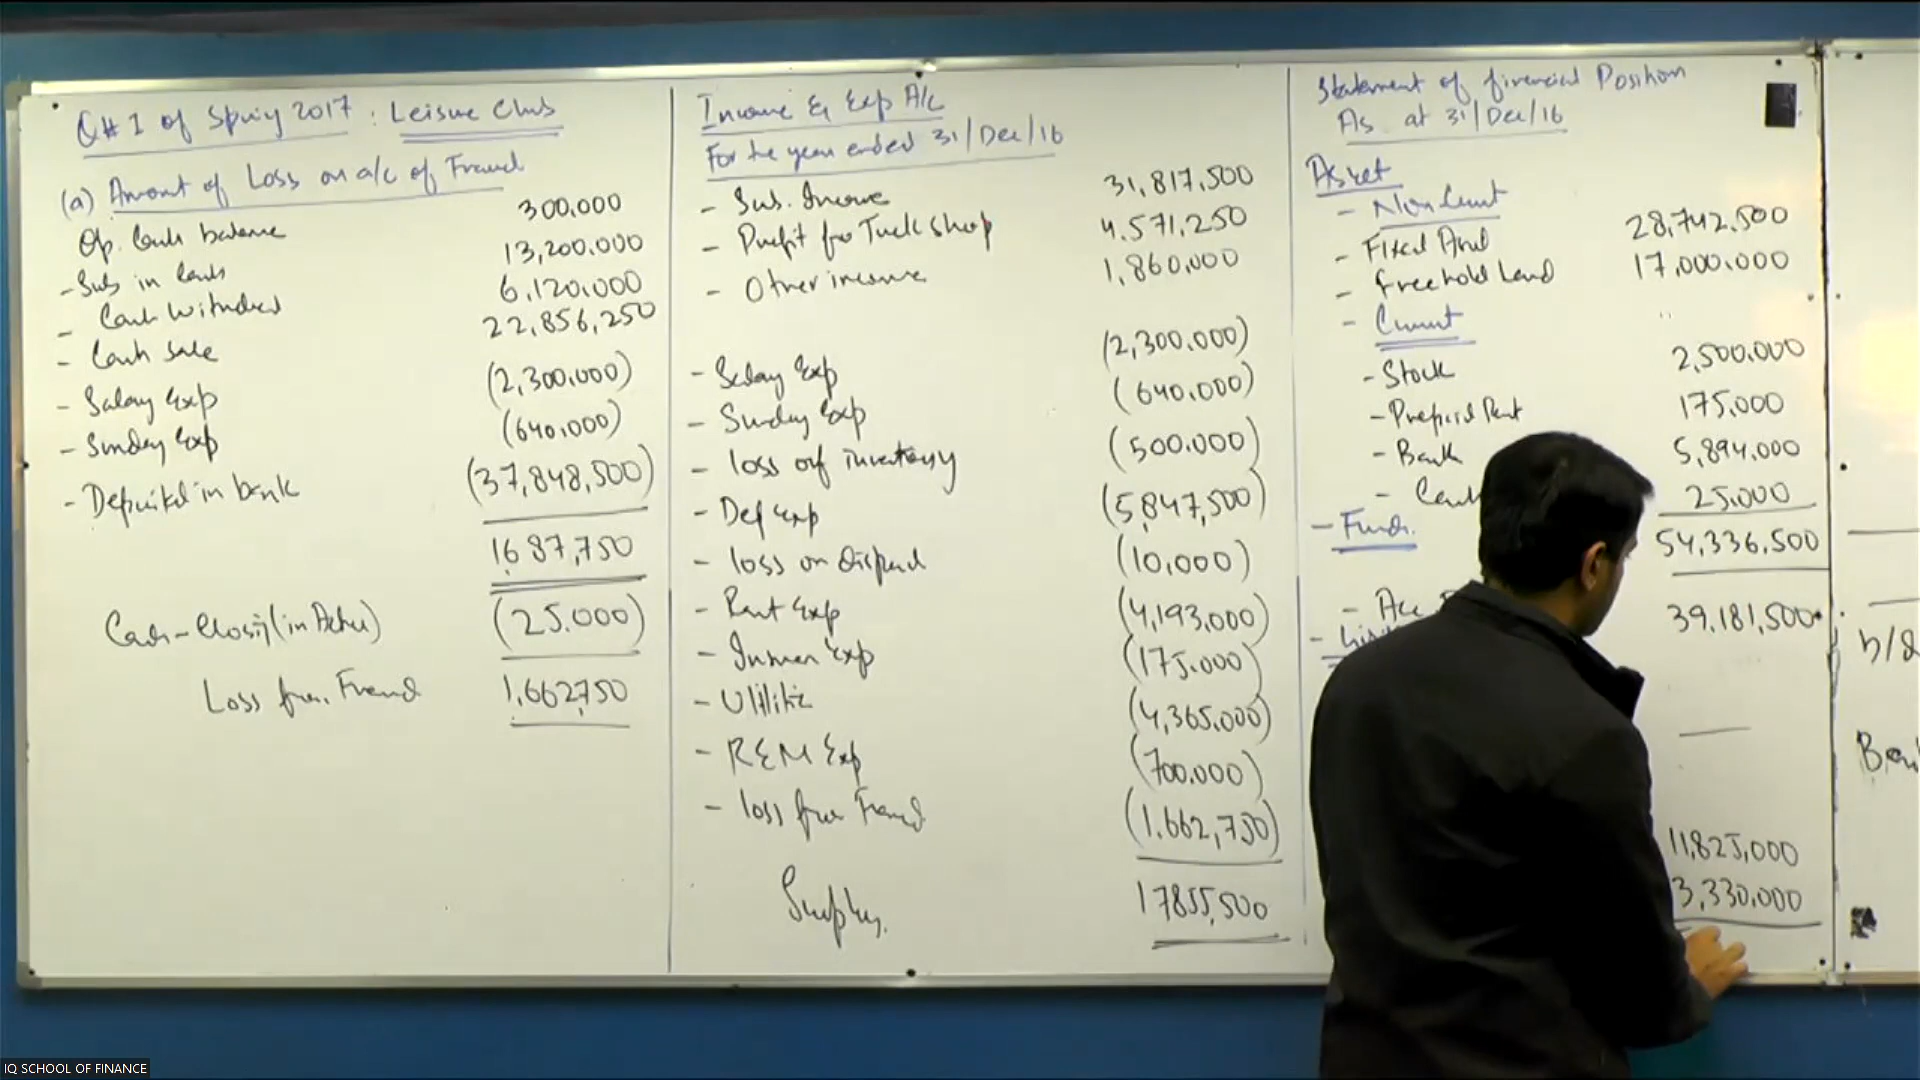 Q#1 of Spring 2017 : Leisure Club
(a) Amount of Loss on a/c of Fraud
Op. Cash balance 300,000
- Sub in Cash 13,200,000
- Cash Withdraed 6,120,000
- Cash sale 22,856,250
- Salary Exp (2,300,000)
- Sunday Exp (640,000)
- Deposited in bank (37,848,500)
1687,750
Cash-Closing (in Actual) (25,000)
Loss from Fraud 1,662,750
Income & Exp A/c
For the year ended 31/Dec/16
- Sub. Income 31,817,500
- Profit from Tuck Shop 4,571,250
- Other income 1,860,000
- Salary Exp (2,300,000)
- Sunday Exp (640,000)
- loss of inventory (500,000)
- Dep Exp (5,847,500)
- loss on disposal (10,000)
- Rent Exp (4,193,000)
- Exp (175,000)
- Utilitiz (4,365,000)
- R&M Exp (700,000)
- loss from Fraud (1,662,750)
Surplus 17855,500
Statement of financial Position
As at 31/Dec/16
Asset
- Non Current
- Fixed Asset 28,742,500
- freehold Land 17,000,000
- Current
- Stock 2,500,000
- Prepaid Rent 175,000
- Bank 5,894,000
- Cash 25,000
- Funds 54,336,500
- Acc 39,181,500
11,825,000
3,330,000
IQ SCHOOL OF FINANCE